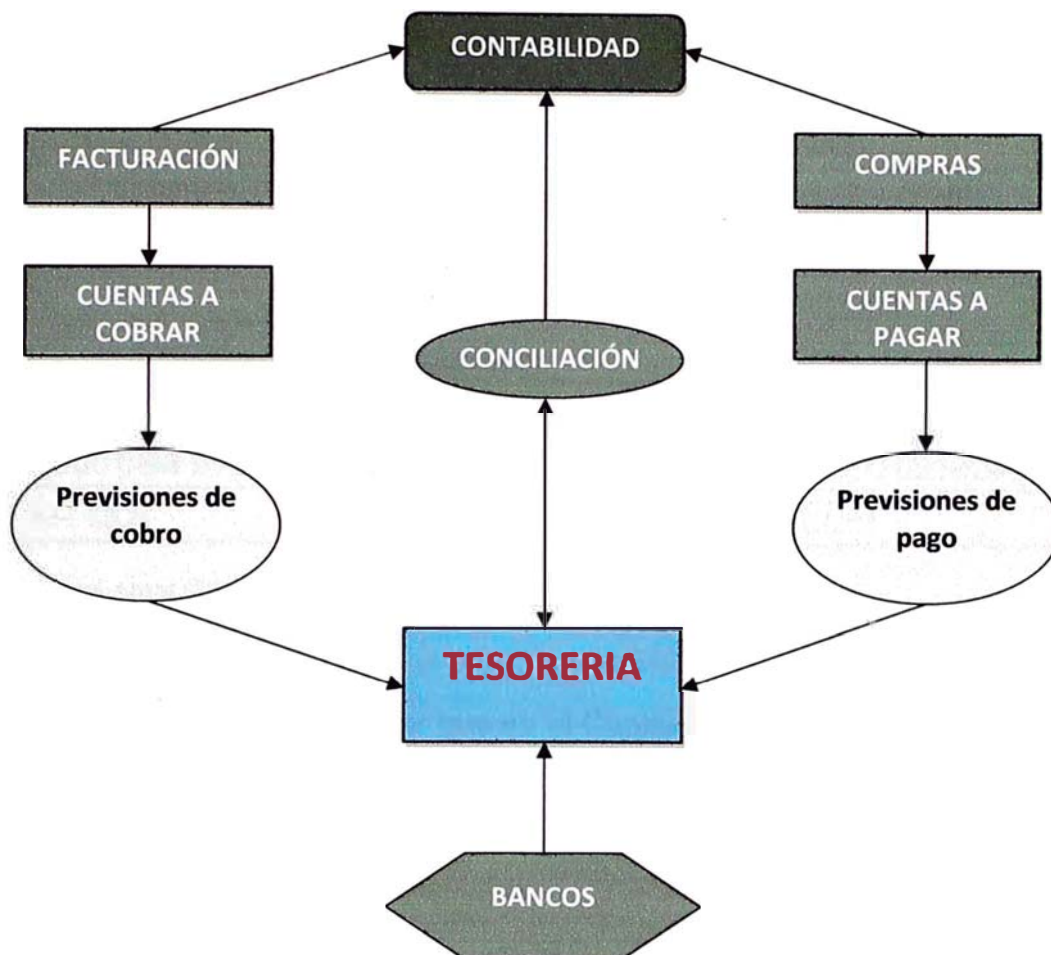 CONTABILIDAD
FACTURACIÓN
COMPRAS
CUENTAS A
COBRAR
CUENTAS A
PAGAR
CONCILIACIÓN
Previsiones de
cobro
Previsiones de
pago
TESORERIA
BANCOS